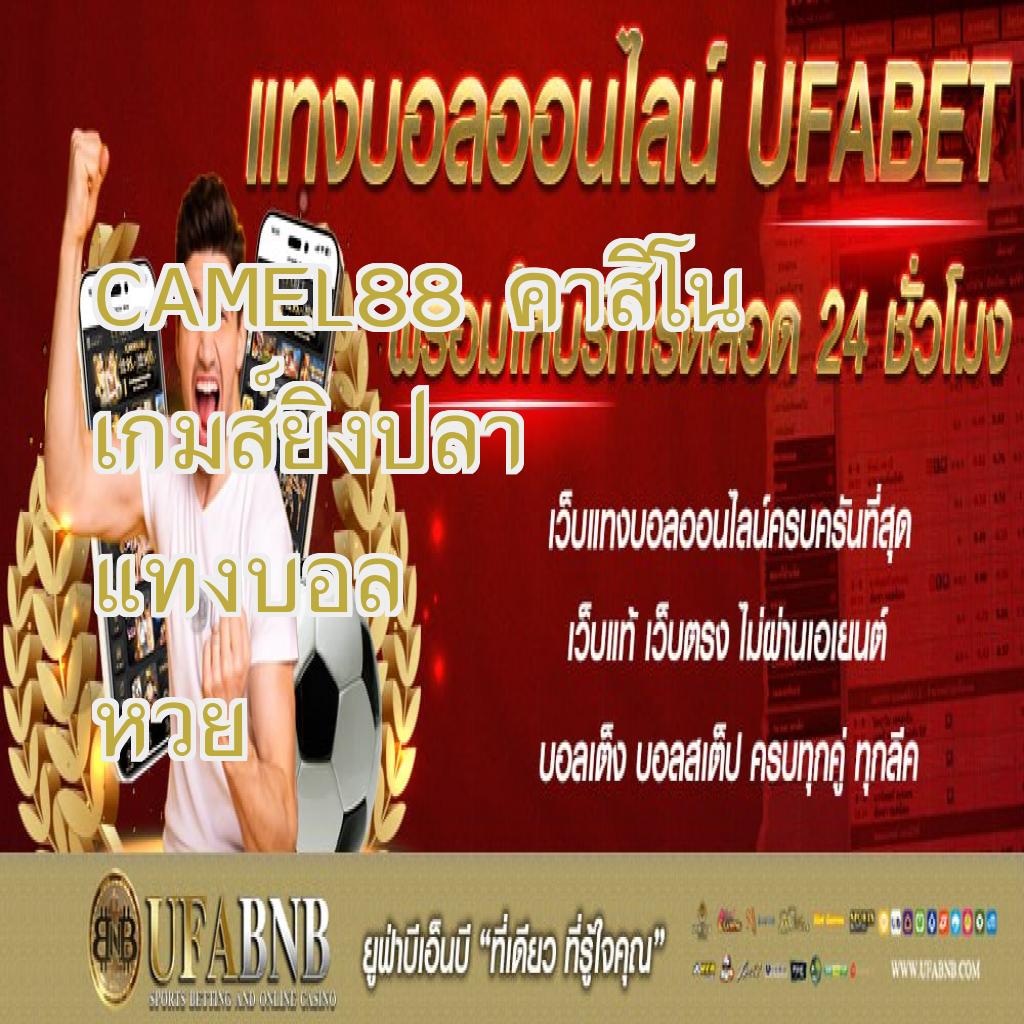 แทงบอลออนไลน์ UFABET
CAMEL88 คาสิโน
พร้อมให้บริการตลอด 24 ชั่วโมง
เกมส์ยิงปลา
เว็บแทงบอลออนไลน์ครบครันที่สุด
แทงบอล
เว็บแท้ เว็บตรง ไม่ผ่านเอเยนต์
หวย
บอลเต็ง บอลสเต็ป ครบทุกคู่ ทุกลีค
BNB UFABNB
SPORTS BETTING AND ONLINE CASINO
ยูฟ่าบีเอ็นบี “ที่เดียว ที่รู้ใจคุณ”
WWW.UFABNB.COM